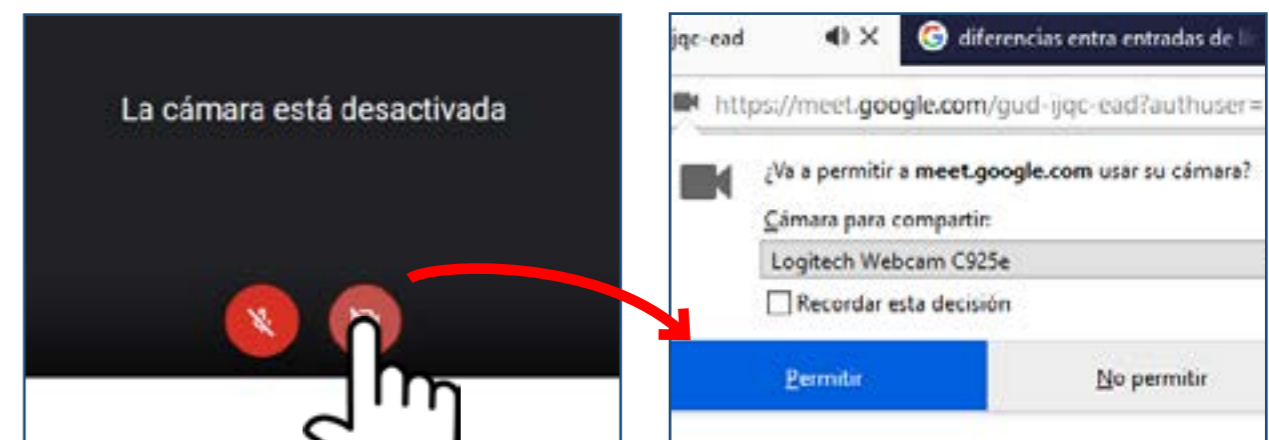 La cámara está desactivada
jqc-ead
diferencias entra entradas de
https://meet.google.com/gud-ijqc-ead?authuser=
¿Va a permitir a meet.google.com usar su cámara?
Cámara para compartir:
Logitech Webcam C925e
Recordar esta decisión
Permitir
No permitir